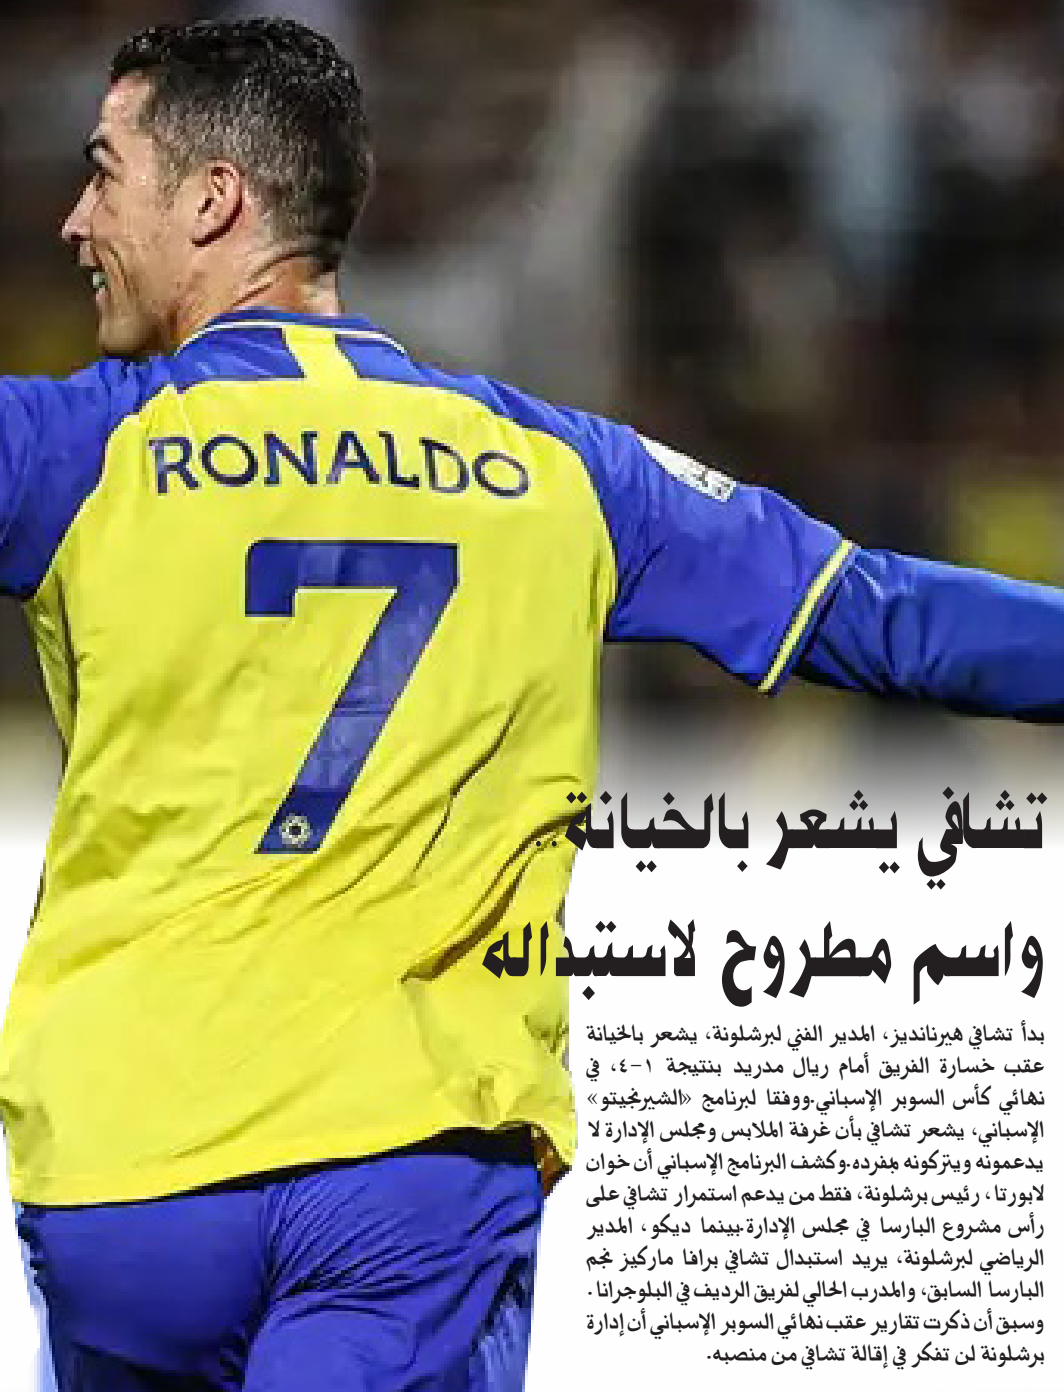 RONALDO
7
تشافي يشعر بالخيانة..
واسم مطروح لاستبداله
بدأ تشافي هيرنانديز، المدير الفني لبرشلونة، يشعر بالخيانة
عقب خسارة الفريق أمام ريال مدريد بنتيجة ١-٤، في
نهائي كأس السوبر الإسباني.ووفقا لبرنامج «الشيرنجيتو»
الإسباني، يشعر تشافي بأن غرفة الملابس ومجلس الإدارة لا
يدعمونه ويتركونه بمفرده.وكشف البرنامج الإسباني أن خوان
لابورتا، رئيس برشلونة، فقط من يدعم استمرار تشافي على
رأس مشروع البارسا في مجلس الإدارة.بينما ديكو، المدير
الرياضي لبرشلونة، يريد استبدال تشافي برافا ماركيز نجم
البارسا السابق، والمدرب الحالي لفريق الرديف في البلوجرانا.
وسبق أن ذكرت تقارير عقب نهائي السوبر الإسباني أن إدارة
برشلونة لن تفكر في إقالة تشافي من منصبه.